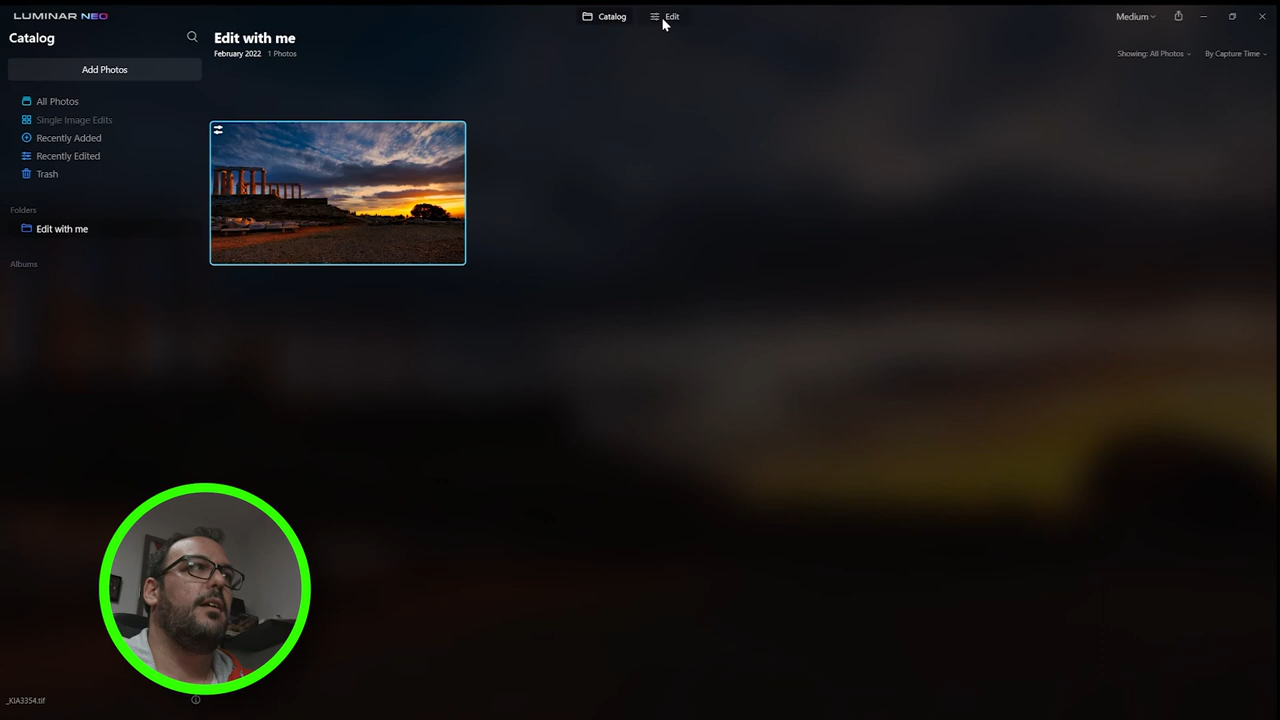 LUMINAR NEO
Catalog
Edit
Medium
Catalog
Edit with me
February 2022
1 Photos
Showing: All Photos
By Capture Time
Add Photos
All Photos
Single Image Edits
Recently Added
Recently Edited
Trash
Folders
Edit with me
Albums
_KIA3354.tif